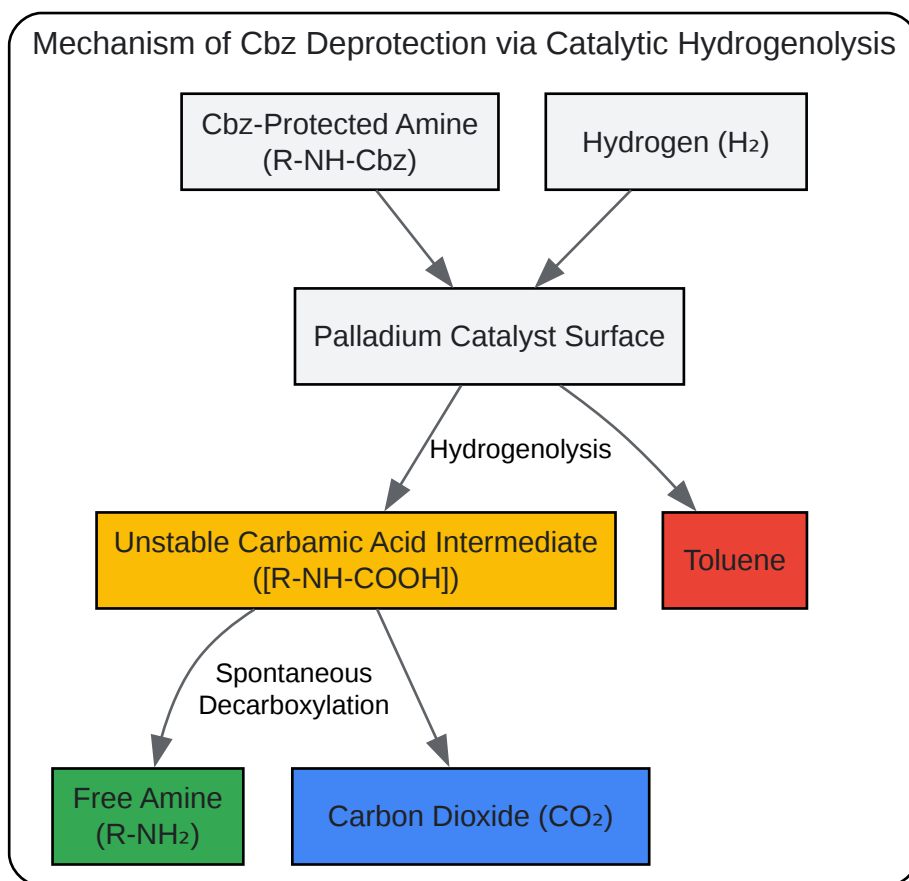 Mechanism of Cbz Deprotection via Catalytic Hydrogenolysis
Cbz-Protected Amine
(R-NH-Cbz)
Hydrogen (H₂)
Palladium Catalyst Surface
Hydrogenolysis
Unstable Carbamic Acid Intermediate
([R-NH-COOH])
Toluene
Spontaneous
Decarboxylation
Free Amine
(R-NH₂)
Carbon Dioxide (CO₂)